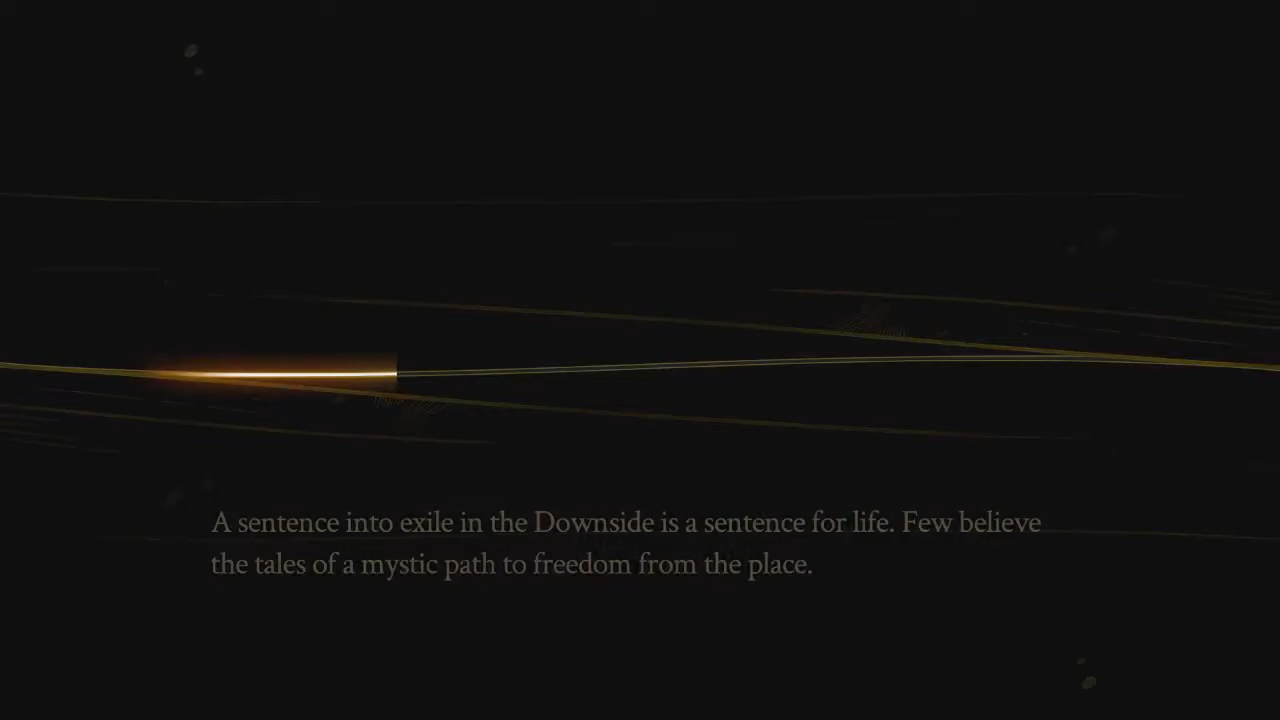 A sentence into exile in the Downside is a sentence for life. Few believe
the tales of a mystic path to freedom from the place.